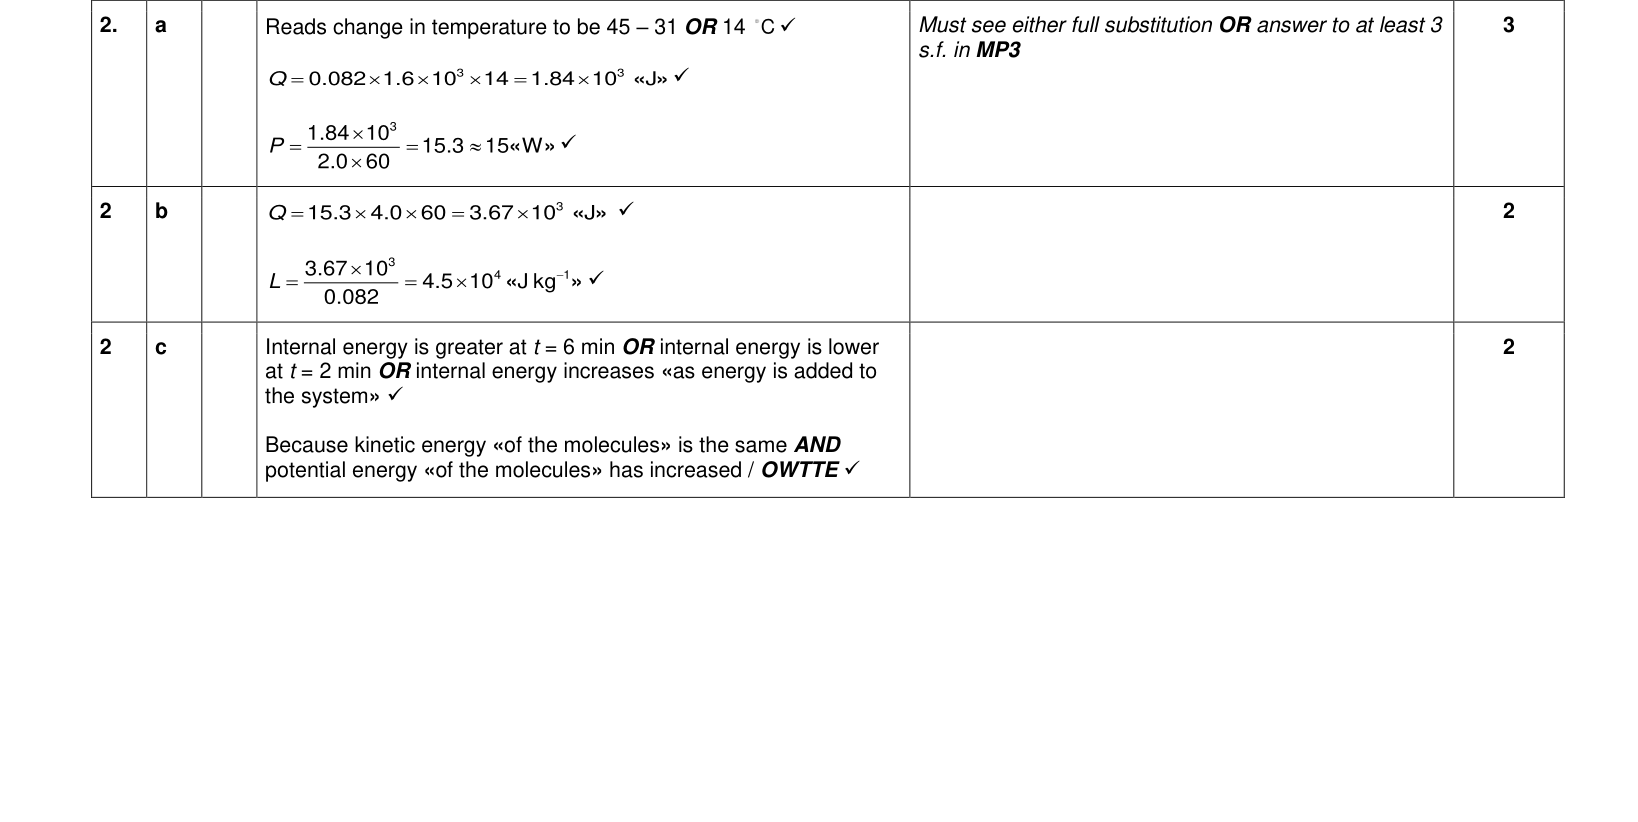 2. a Reads change in temperature to be 45 – 31 OR 14 °C ✓ Must see either full substitution OR answer to at least 3 3
s.f. in MP3
Q = 0.082 × 1.6 × 10³ × 14 = 1.84 × 10³ «J» ✓
P = (1.84 × 10³)/(2.0 × 60) = 15.3 ≈ 15«W» ✓
2 b Q = 15.3 × 4.0 × 60 = 3.67 × 10³ «J» ✓ 2
L = (3.67 × 10³)/(0.082) = 4.5 × 10⁴ «J kg⁻¹» ✓
2 c Internal energy is greater at t = 6 min OR internal energy is lower 2
at t = 2 min OR internal energy increases «as energy is added to
the system» ✓
Because kinetic energy «of the molecules» is the same AND
potential energy «of the molecules» has increased / OWTTE ✓